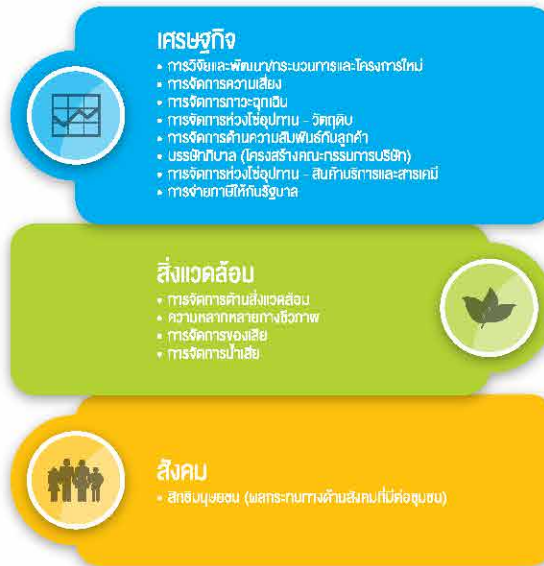 เศรษฐกิจ
• การวิจัยและพัฒนา/กระบวนการและโครงการใหม่
• การจัดการความเสี่ยง
• การจัดการภาวะฉุกเฉิน
• การจัดการห่วงโซ่อุปทาน - วัตถุดิบ
• การจัดการด้านความสัมพันธ์กับลูกค้า
• บรรษัทภิบาล (โครงสร้างคณะกรรมการบริษัท)
• การจัดการห่วงโซ่อุปทาน - สินค้าบริการและสารเคมี
• การจ่ายภาษีให้กับรัฐบาล
สิ่งแวดล้อม
• การจัดการด้านสิ่งแวดล้อม
• ความหลากหลายทางชีวภาพ
• การจัดการของเสีย
• การจัดการน้ำเสีย
สังคม
• สิทธิมนุษยชน (ผลกระทบทางด้านสังคมที่มีต่อชุมชน)